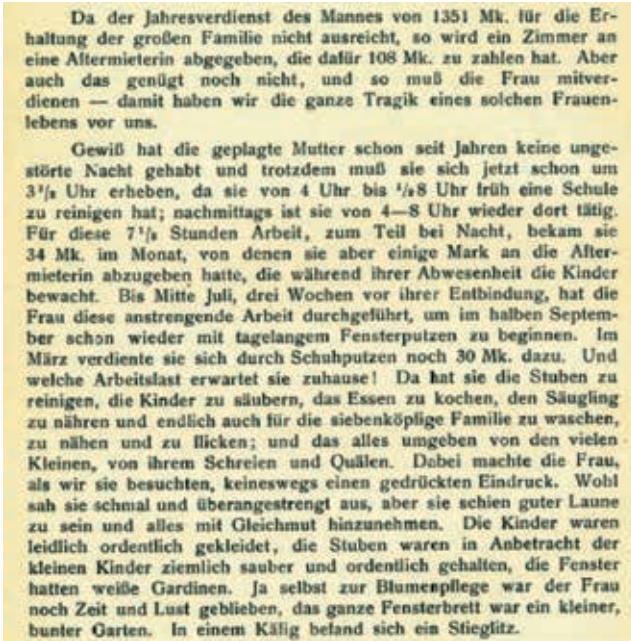 Da der Jahresverdienst des Mannes von 1351 Mk. für die Er-
haltung der großen Familie nicht ausreicht, so wird ein Zimmer an
eine Aftermieterin abgegeben, die dafür 108 Mk. zu zahlen hat. Aber
auch das genügt noch nicht, und so muß die Frau mitver-
dienen — damit haben wir die ganze Tragik eines solchen Frauen-
lebens vor uns.
Gewiß hat die geplagte Mutter schon seit Jahren keine unge-
störte Nacht gehabt und trotzdem muß sie sich jetzt schon um
3½ Uhr erheben, da sie von 4 Uhr bis ½8 Uhr früh eine Schule
zu reinigen hat; nachmittags ist sie von 4—8 Uhr wieder dort tätig.
Für diese 7½ Stunden Arbeit, zum Teil bei Nacht, bekam sie
34 Mk. im Monat, von denen sie aber einige Mark an die After-
mieterin abzugeben hatte, die während ihrer Abwesenheit die Kinder
bewacht. Bis Mitte Juli, drei Wochen vor ihrer Entbindung, hat die
Frau diese anstrengende Arbeit durchgeführt, um im halben Septem-
ber schon wieder mit tagelangem Fensterputzen zu beginnen. Im
März verdiente sie sich durch Schuhputzen noch 30 Mk. dazu. Und
welche Arbeitslast erwartet sie zuhause! Da hat sie die Stuben zu
reinigen, die Kinder zu säubern, das Essen zu kochen, den Säugling
zu nähren und endlich auch für die siebenköpfige Familie zu waschen,
zu nähen und zu flicken; und das alles umgeben von den vielen
Kleinen, von ihrem Schreien und Quälen. Dabei machte die Frau,
als wir sie besuchten, keineswegs einen gedrückten Eindruck. Wohl
sah sie schmal und überangestrengt aus, aber sie schien guter Laune
zu sein und alles mit Gleichmut hinzunehmen. Die Kinder waren
leidlich ordentlich gekleidet, die Stuben waren in Anbetracht der
kleinen Kinder ziemlich sauber und ordentlich gehalten, die Fenster
hatten weiße Gardinen. Ja selbst zur Blumenpflege war der Frau
noch Zeit und Lust geblieben, das ganze Fensterbrett war ein kleiner,
bunter Garten. In einem Käfig befand sich ein Stieglitz.